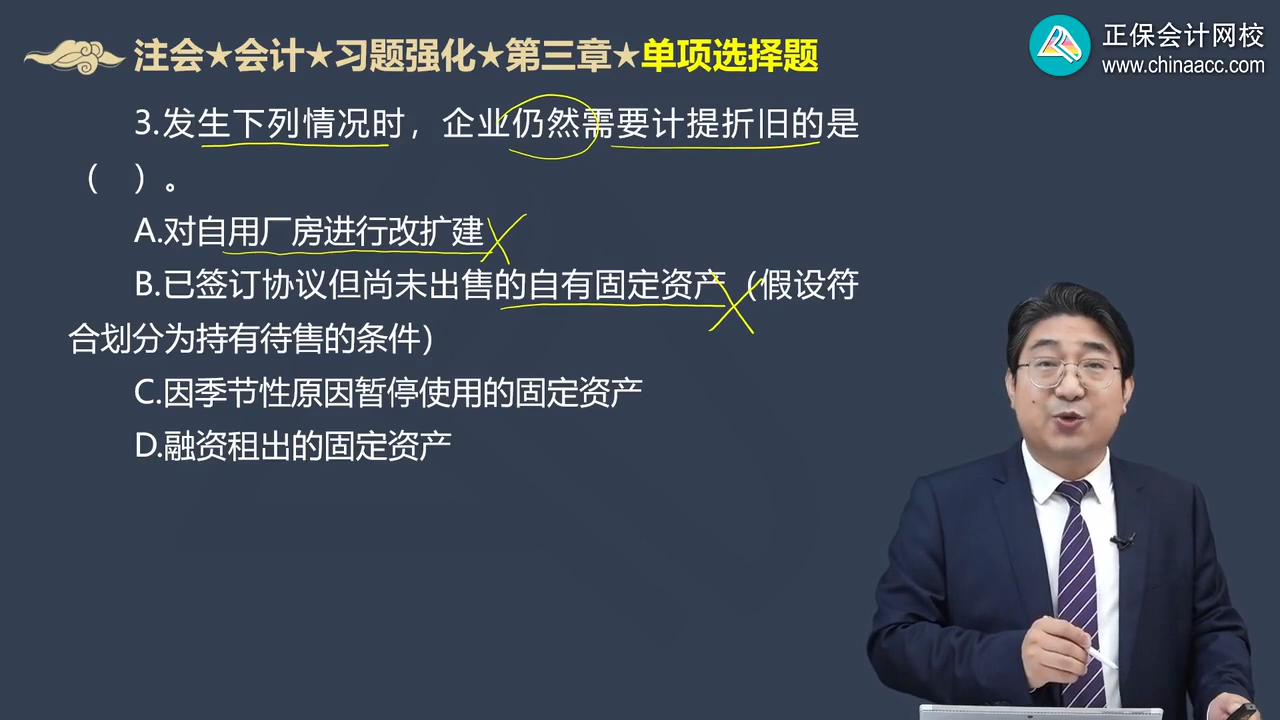 注会★会计★习题强化★第三章★单项选择题
正保会计网校
www.chinaacc.com
3.发生下列情况时，企业仍然需要计提折旧的是
（　）。
A.对自用厂房进行改扩建
B.已签订协议但尚未出售的自有固定资产（假设符
合划分为持有待售的条件）
C.因季节性原因暂停使用的固定资产
D.融资租出的固定资产